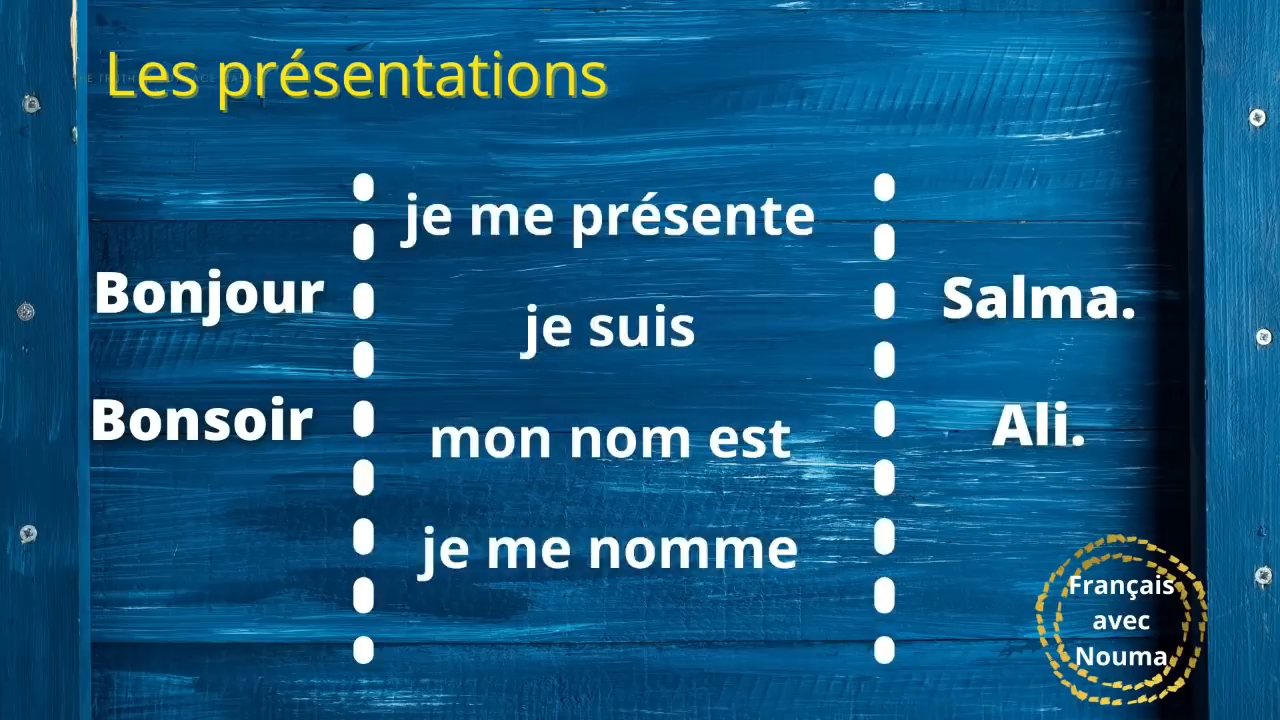 Les présentations
Bonjour
Bonsoir
je me présente
je suis
mon nom est
je me nomme
Salma.
Ali.
Français
avec
Nouma